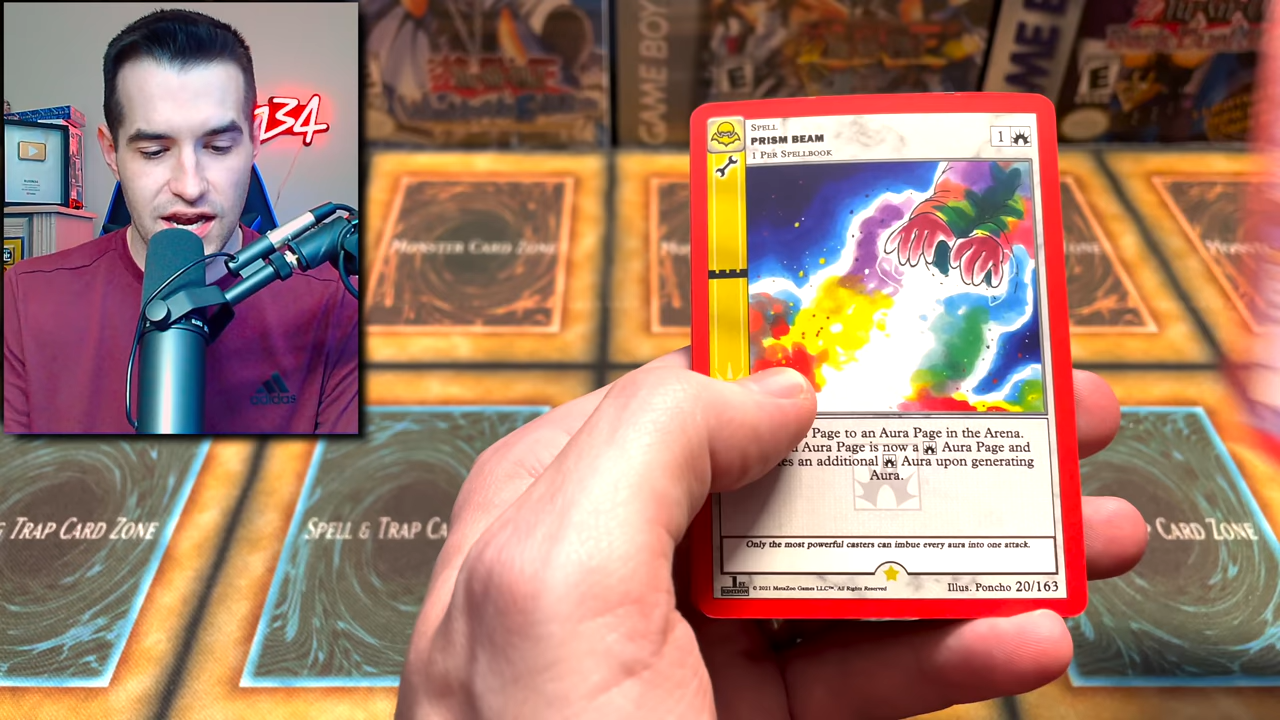 234
adidas
GAME BOY
E
GAME B
E
MONSTER CARD ZONE
SPELL
PRISM BEAM
1 PER SPELLBOOK
1
Page to an Aura Page in the Arena.
Aura Page is now a Aura Page and
an additional Aura upon generating
Aura.
Only the most powerful casters can imbue every aura into one attack.
1ST
EDITION
© 2021 MetaZoo Games LLC™. All Rights Reserved
Illus. Poncho 20/163
TRAP CARD ZONE
SPELL & TRAP CA
CARD ZONE